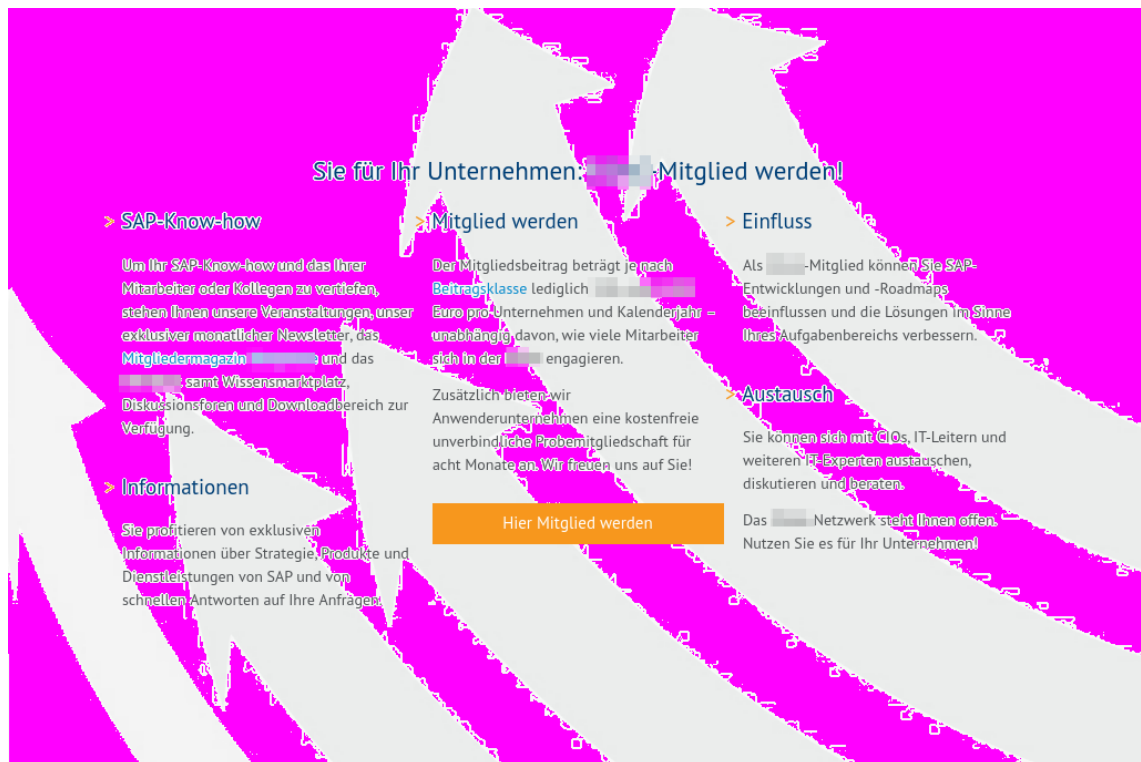 Sie für Ihr Unternehmen: -Mitglied werden!
> SAP-Know-how
Um Ihr SAP-Know-how und das Ihrer
Mitarbeiter oder Kollegen zu vertiefen,
stehen Ihnen unsere Veranstaltungen, unser
exklusiver monatlicher Newsletter, das
Mitgliedermagazin und das
samt Wissensmarktplatz,
Diskussionsforen und Downloadbereich zur
Verfügung.
> Informationen
Sie profitieren von exklusiven
Informationen über Strategie, Produkte und
Dienstleistungen von SAP und von
schnellen Antworten auf Ihre Anfragen.
> Mitglied werden
Der Mitgliedsbeitrag beträgt je nach
Beitragsklasse lediglich
Euro pro Unternehmen und Kalenderjahr –
unabhängig davon, wie viele Mitarbeiter
sich in der engagieren.
Zusätzlich bieten wir
Anwenderunternehmen eine kostenfreie
unverbindliche Probemitgliedschaft für
acht Monate an. Wir freuen uns auf Sie!
Hier Mitglied werden
> Einfluss
Als -Mitglied können Sie SAP-
Entwicklungen und -Roadmaps
beeinflussen und die Lösungen im Sinne
Ihres Aufgabenbereichs verbessern.
> Austausch
Sie können sich mit CIOs, IT-Leitern und
weiteren IT-Experten austauschen,
diskutieren und beraten.
Das Netzwerk steht Ihnen offen.
Nutzen Sie es für Ihr Unternehmen!